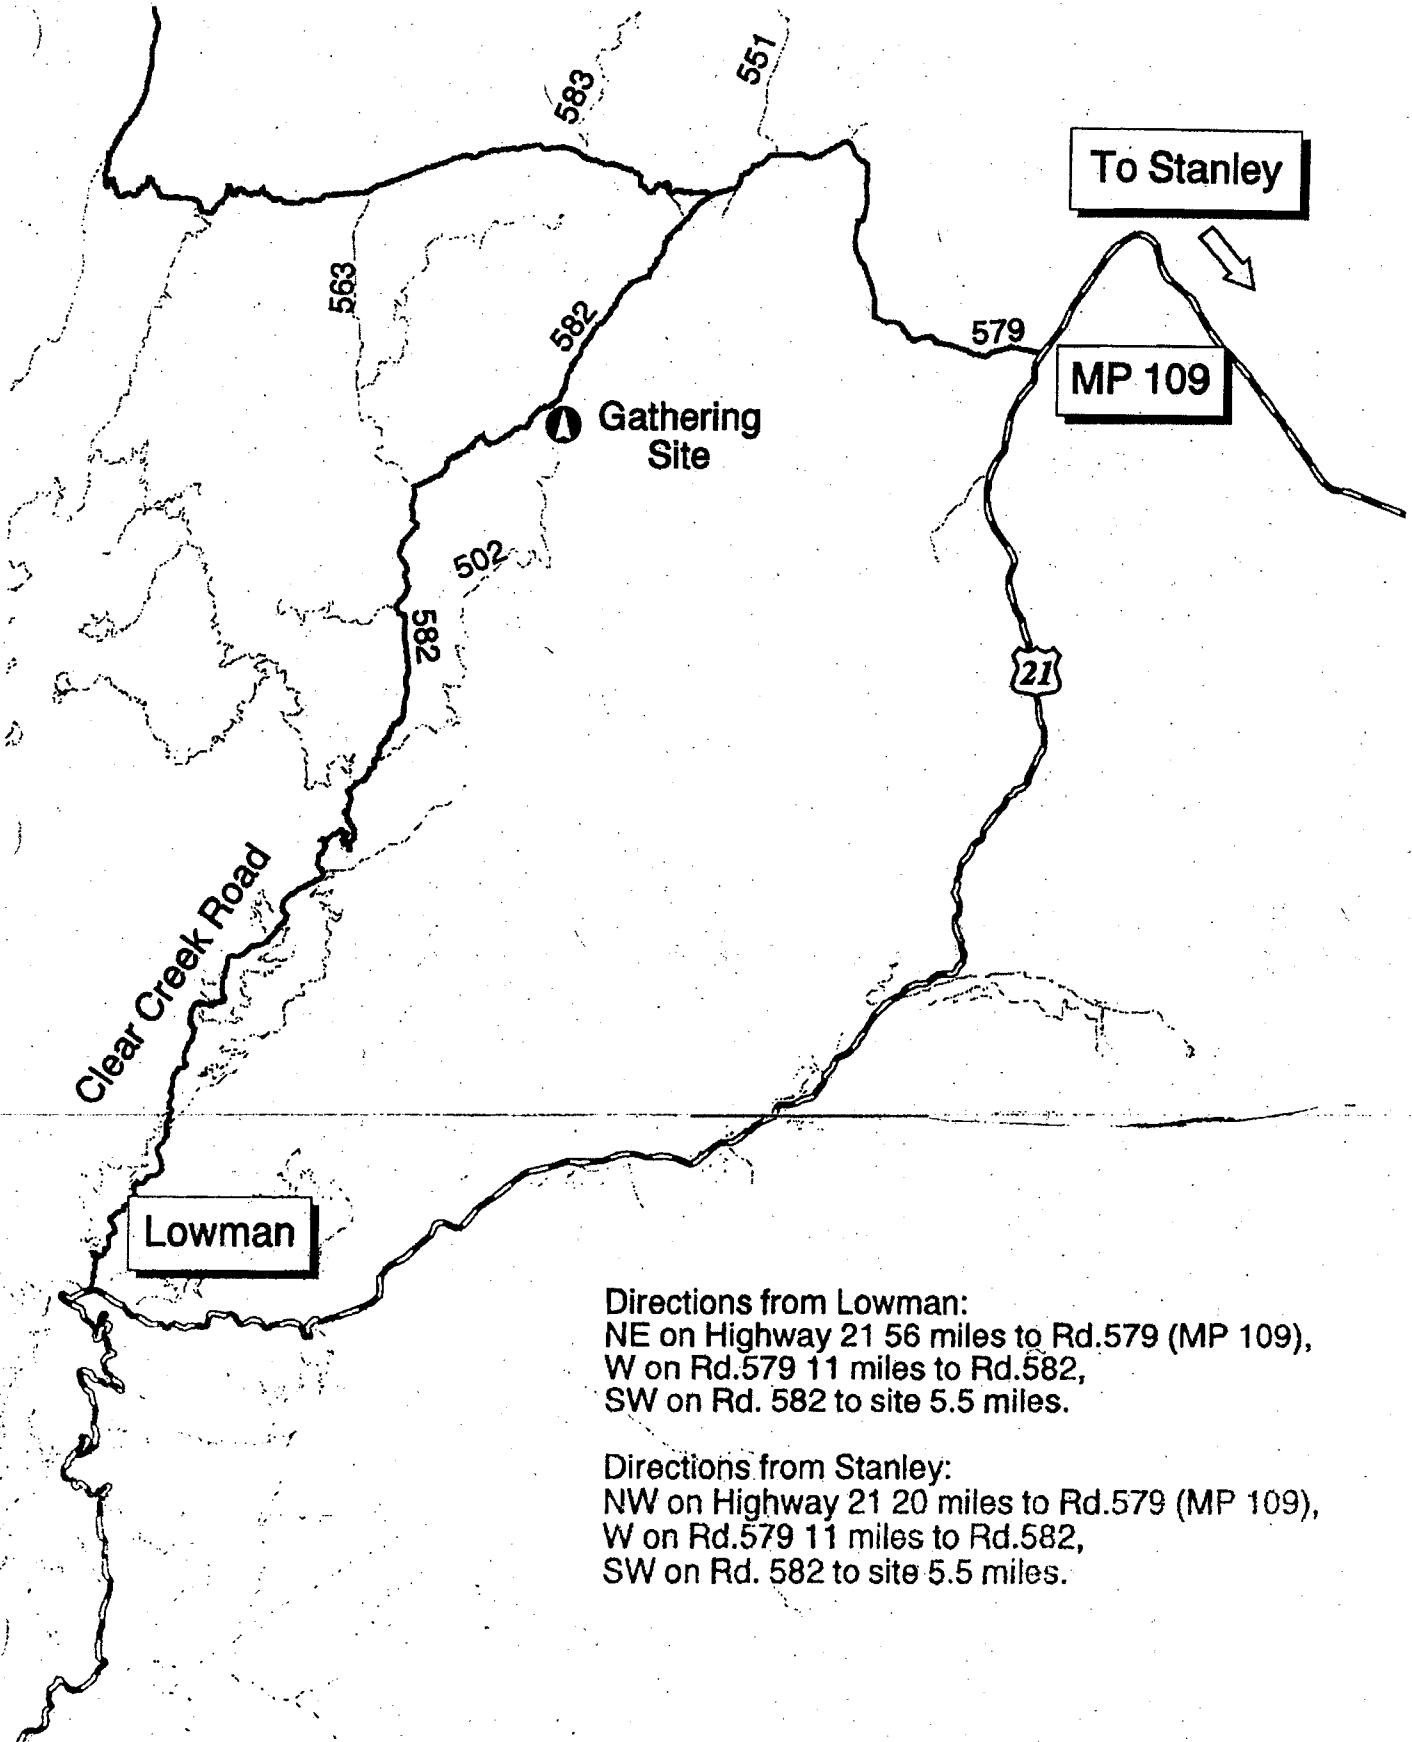 583
551
To Stanley
563
582
579
MP 109
Gathering
Site
502
582
21
Clear Creek Road
Lowman
Directions from Lowman:
NE on Highway 21 56 miles to Rd.579 (MP 109),
W on Rd.579 11 miles to Rd.582,
SW on Rd. 582 to site 5.5 miles.
Directions from Stanley:
NW on Highway 21 20 miles to Rd.579 (MP 109),
W on Rd.579 11 miles to Rd.582,
SW on Rd. 582 to site 5.5 miles.